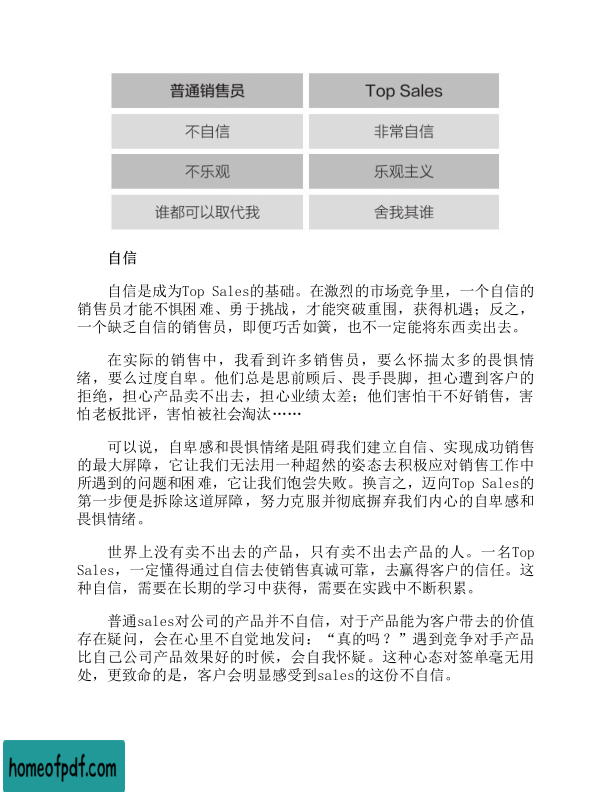 普通销售员 Top Sales
不自信 非常自信
不乐观 乐观主义
谁都可以取代我 舍我其谁
自信
自信是成为Top Sales的基础。在激烈的市场竞争里，一个自信的
销售员才能不惧困难、勇于挑战，才能突破重围，获得机遇；反之，
一个缺乏自信的销售员，即便巧舌如簧，也不一定能将东西卖出去。
在实际的销售中，我看到许多销售员，要么怀揣太多的畏惧情
绪，要么过度自卑。他们总是思前顾后、畏手畏脚，担心遭到客户的
拒绝，担心产品卖不出去，担心业绩太差；他们害怕干不好销售，害
怕老板批评，害怕被社会淘汰……
可以说，自卑感和畏惧情绪是阻碍我们建立自信、实现成功销售
的最大屏障，它让我们无法用一种超然的姿态去积极应对销售工作中
所遇到的问题和困难，它让我们饱尝失败。换言之，迈向Top Sales的
第一步便是拆除这道屏障，努力克服并彻底摒弃我们内心的自卑感和
畏惧情绪。
世界上没有卖不出去的产品，只有卖不出去产品的人。一名Top
Sales，一定懂得通过自信去使销售真诚可靠，去赢得客户的信任。这
种自信，需要在长期的学习中获得，需要在实践中不断积累。
普通sales对公司的产品并不自信，对于产品能为客户带去的价值
存在疑问，会在心里不自觉地发问：“真的吗？”遇到竞争对手产品
比自己公司产品效果好的时候，会自我怀疑。这种心态对签单毫无用
处，更致命的是，客户会明显感受到sales的这份不自信。
homeofpdf.com